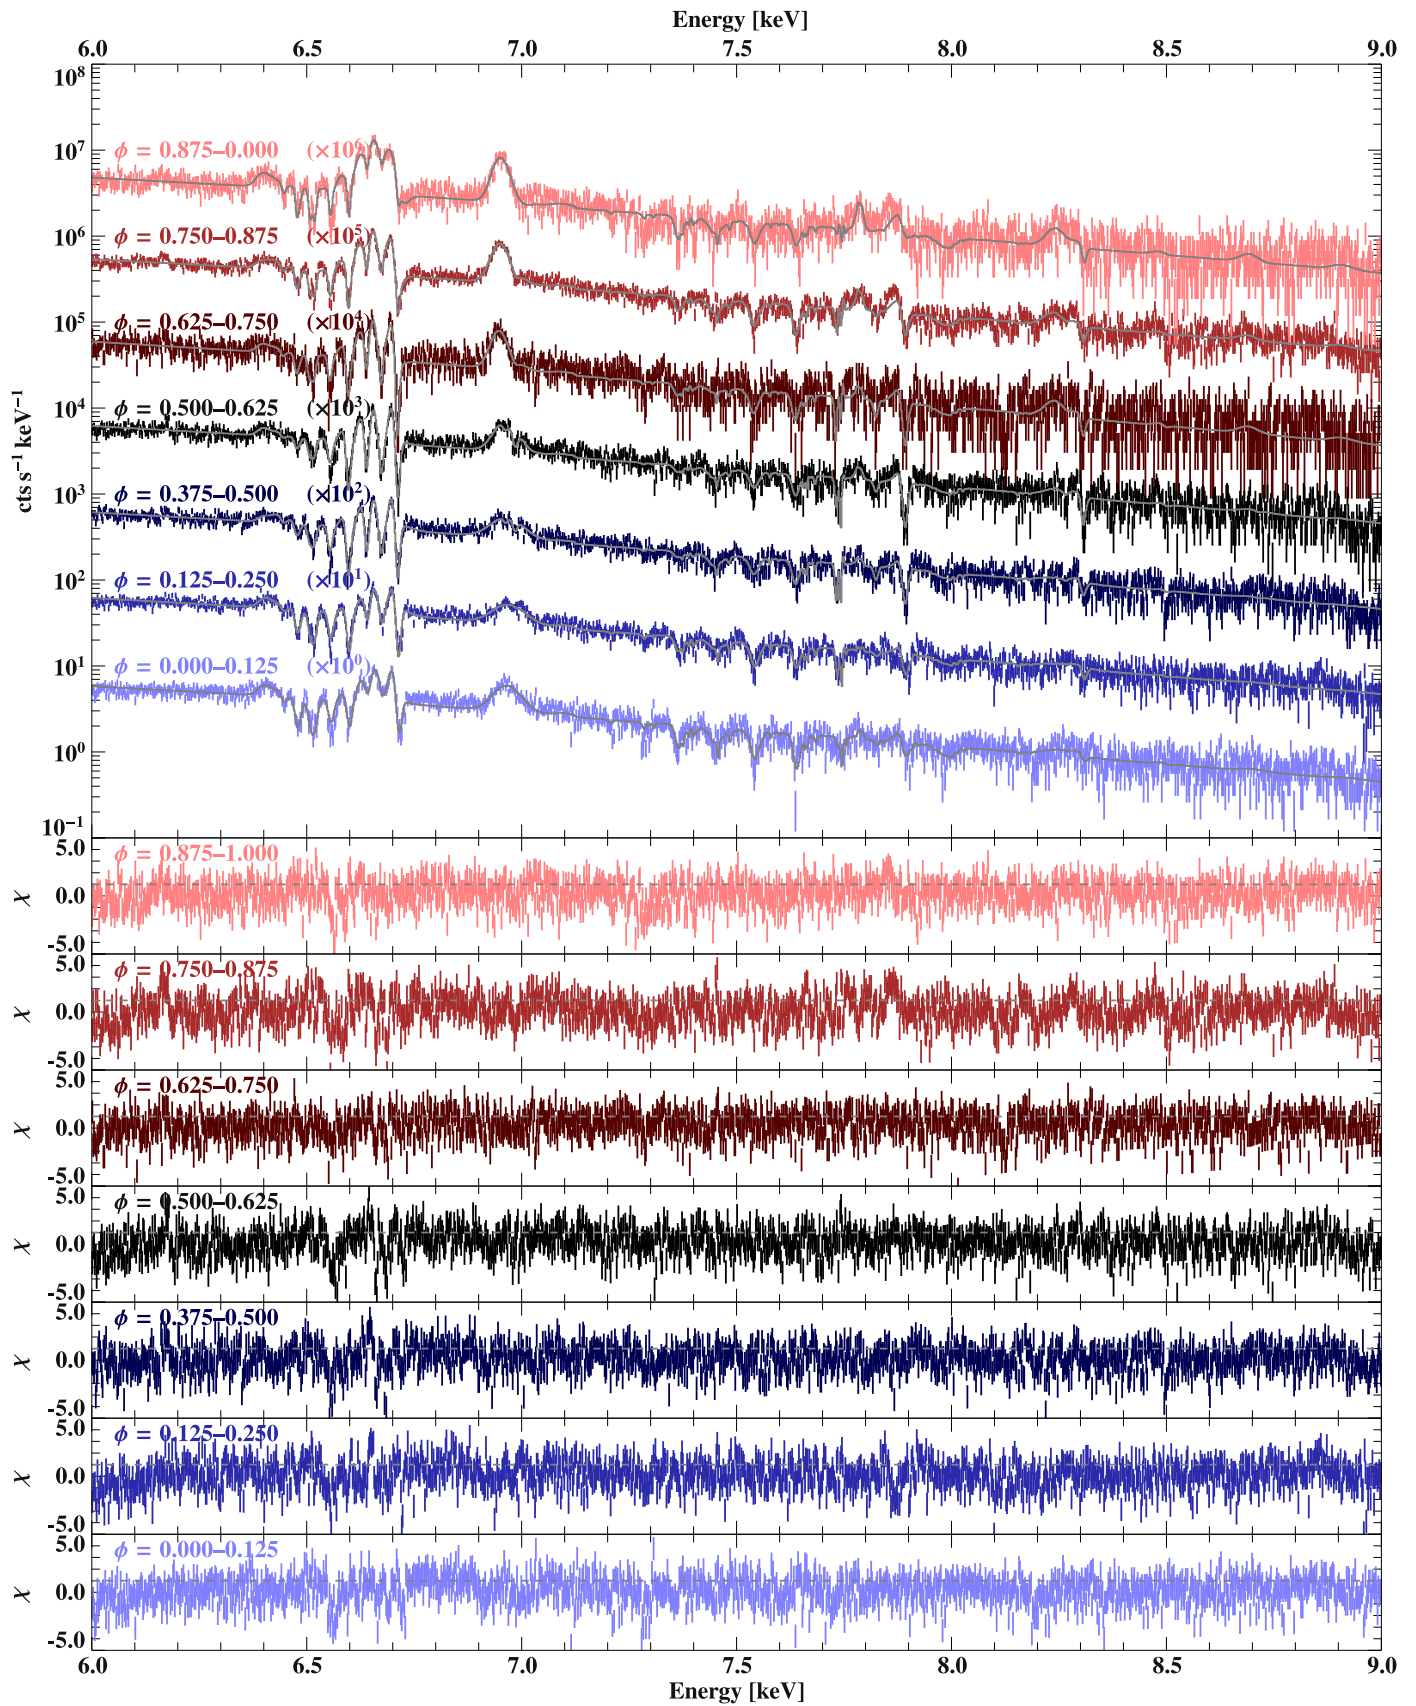 Energy [keV]
6.0 6.5 7.0 7.5 8.0 8.5 9.0
10⁸
ϕ = 0.875–0.000 (×10⁶)
10⁷
ϕ = 0.750–0.875 (×10⁵)
10⁶
ϕ = 0.625–0.750 (×10⁴)
10⁵
ϕ = 0.500–0.625 (×10³)
10⁴
cts s⁻¹ keV⁻¹
ϕ = 0.375–0.500 (×10²)
10³
ϕ = 0.125–0.250 (×10¹)
10²
ϕ = 0.000–0.125 (×10⁰)
10¹
10⁰
10⁻¹
5.0
ϕ = 0.875–1.000
χ
0.0
-5.0
5.0
ϕ = 0.750–0.875
χ
0.0
-5.0
5.0
ϕ = 0.625–0.750
χ
0.0
-5.0
5.0
ϕ = 0.500–0.625
χ
0.0
-5.0
5.0
ϕ = 0.375–0.500
χ
0.0
-5.0
5.0
ϕ = 0.125–0.250
χ
0.0
-5.0
5.0
ϕ = 0.000–0.125
χ
0.0
-5.0
6.0 6.5 7.0 7.5 8.0 8.5 9.0
Energy [keV]